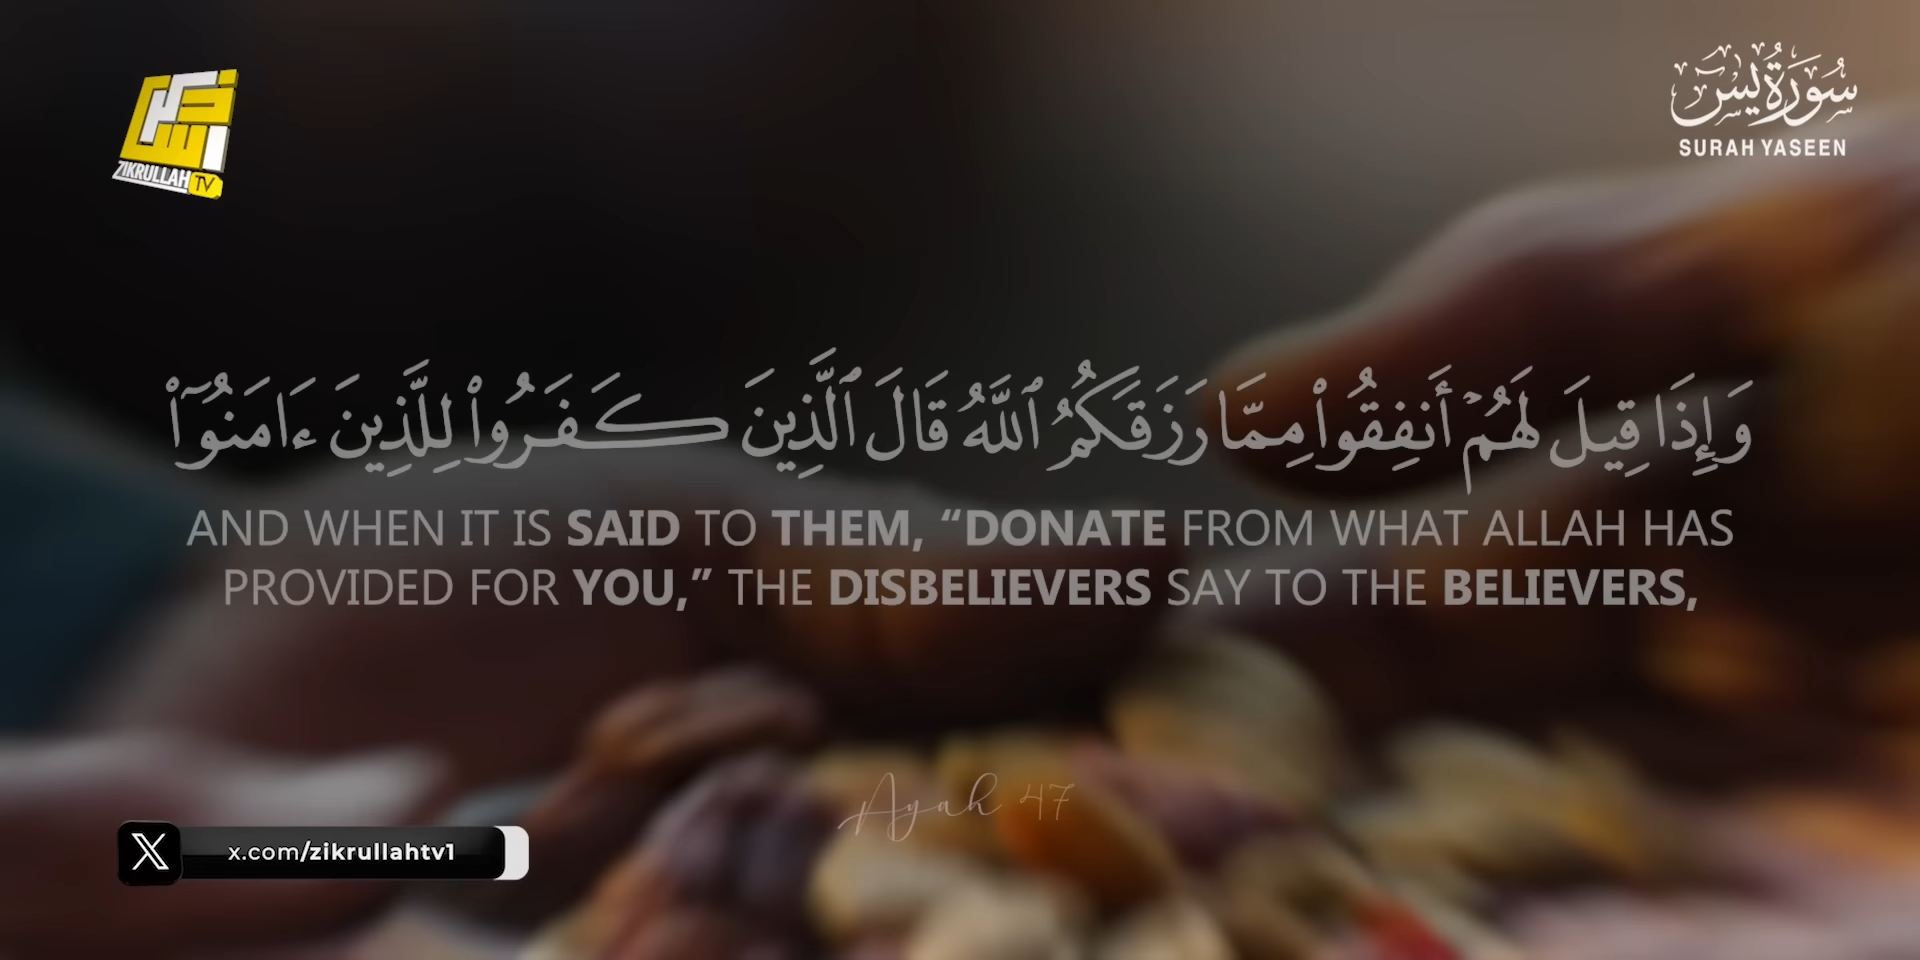 ذكر الله
ZIKRULLAH TV
سُورَةُ يس
SURAH YASEEN
وَإِذَا قِيلَ لَهُمْ أَنفِقُوا۟ مِمَّا رَزَقَكُمُ ٱللَّهُ قَالَ ٱلَّذِينَ كَفَرُوا۟ لِلَّذِينَ ءَامَنُوٓا۟
AND WHEN IT IS SAID TO THEM, “DONATE FROM WHAT ALLAH HAS
PROVIDED FOR YOU,” THE DISBELIEVERS SAY TO THE BELIEVERS,
Ayah 47
x.com/zikrullahtv1